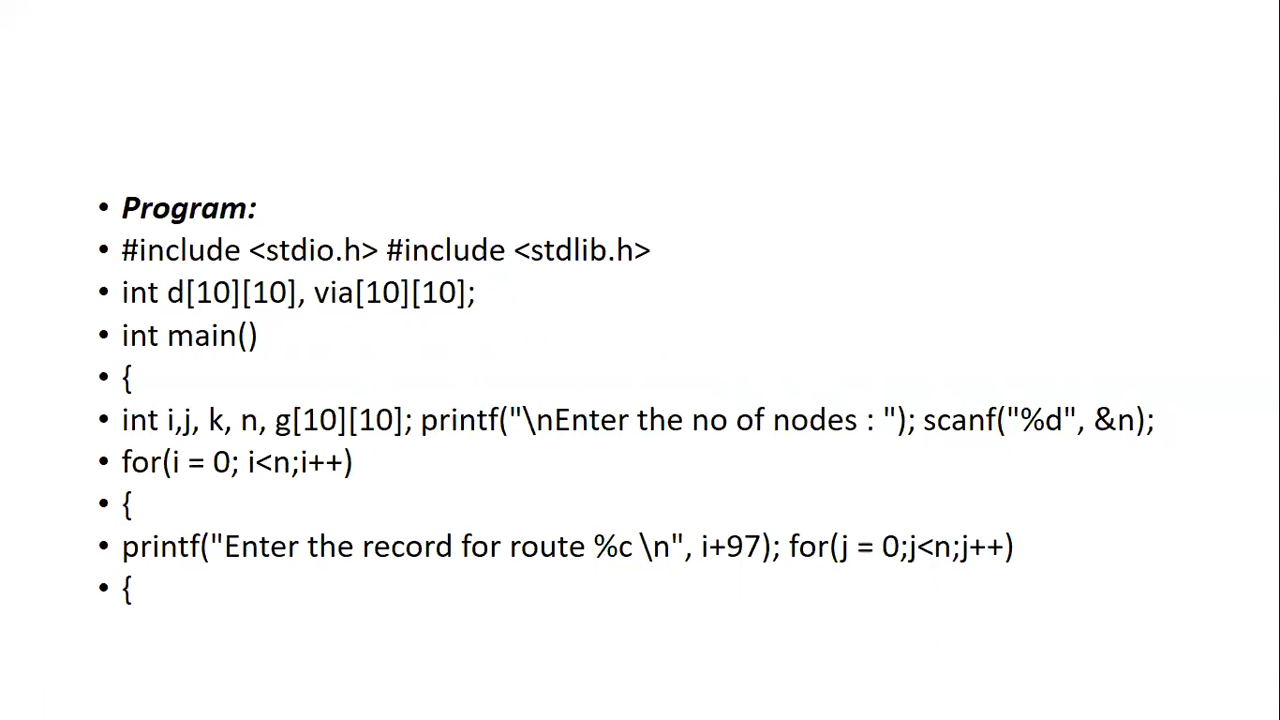 • Program:
• #include <stdio.h> #include <stdlib.h>
• int d[10][10], via[10][10];
• int main()
• {
• int i,j, k, n, g[10][10]; printf("\nEnter the no of nodes : "); scanf("%d", &n);
• for(i = 0; i<n;i++)
• {
• printf("Enter the record for route %c \n", i+97); for(j = 0;j<n;j++)
• {